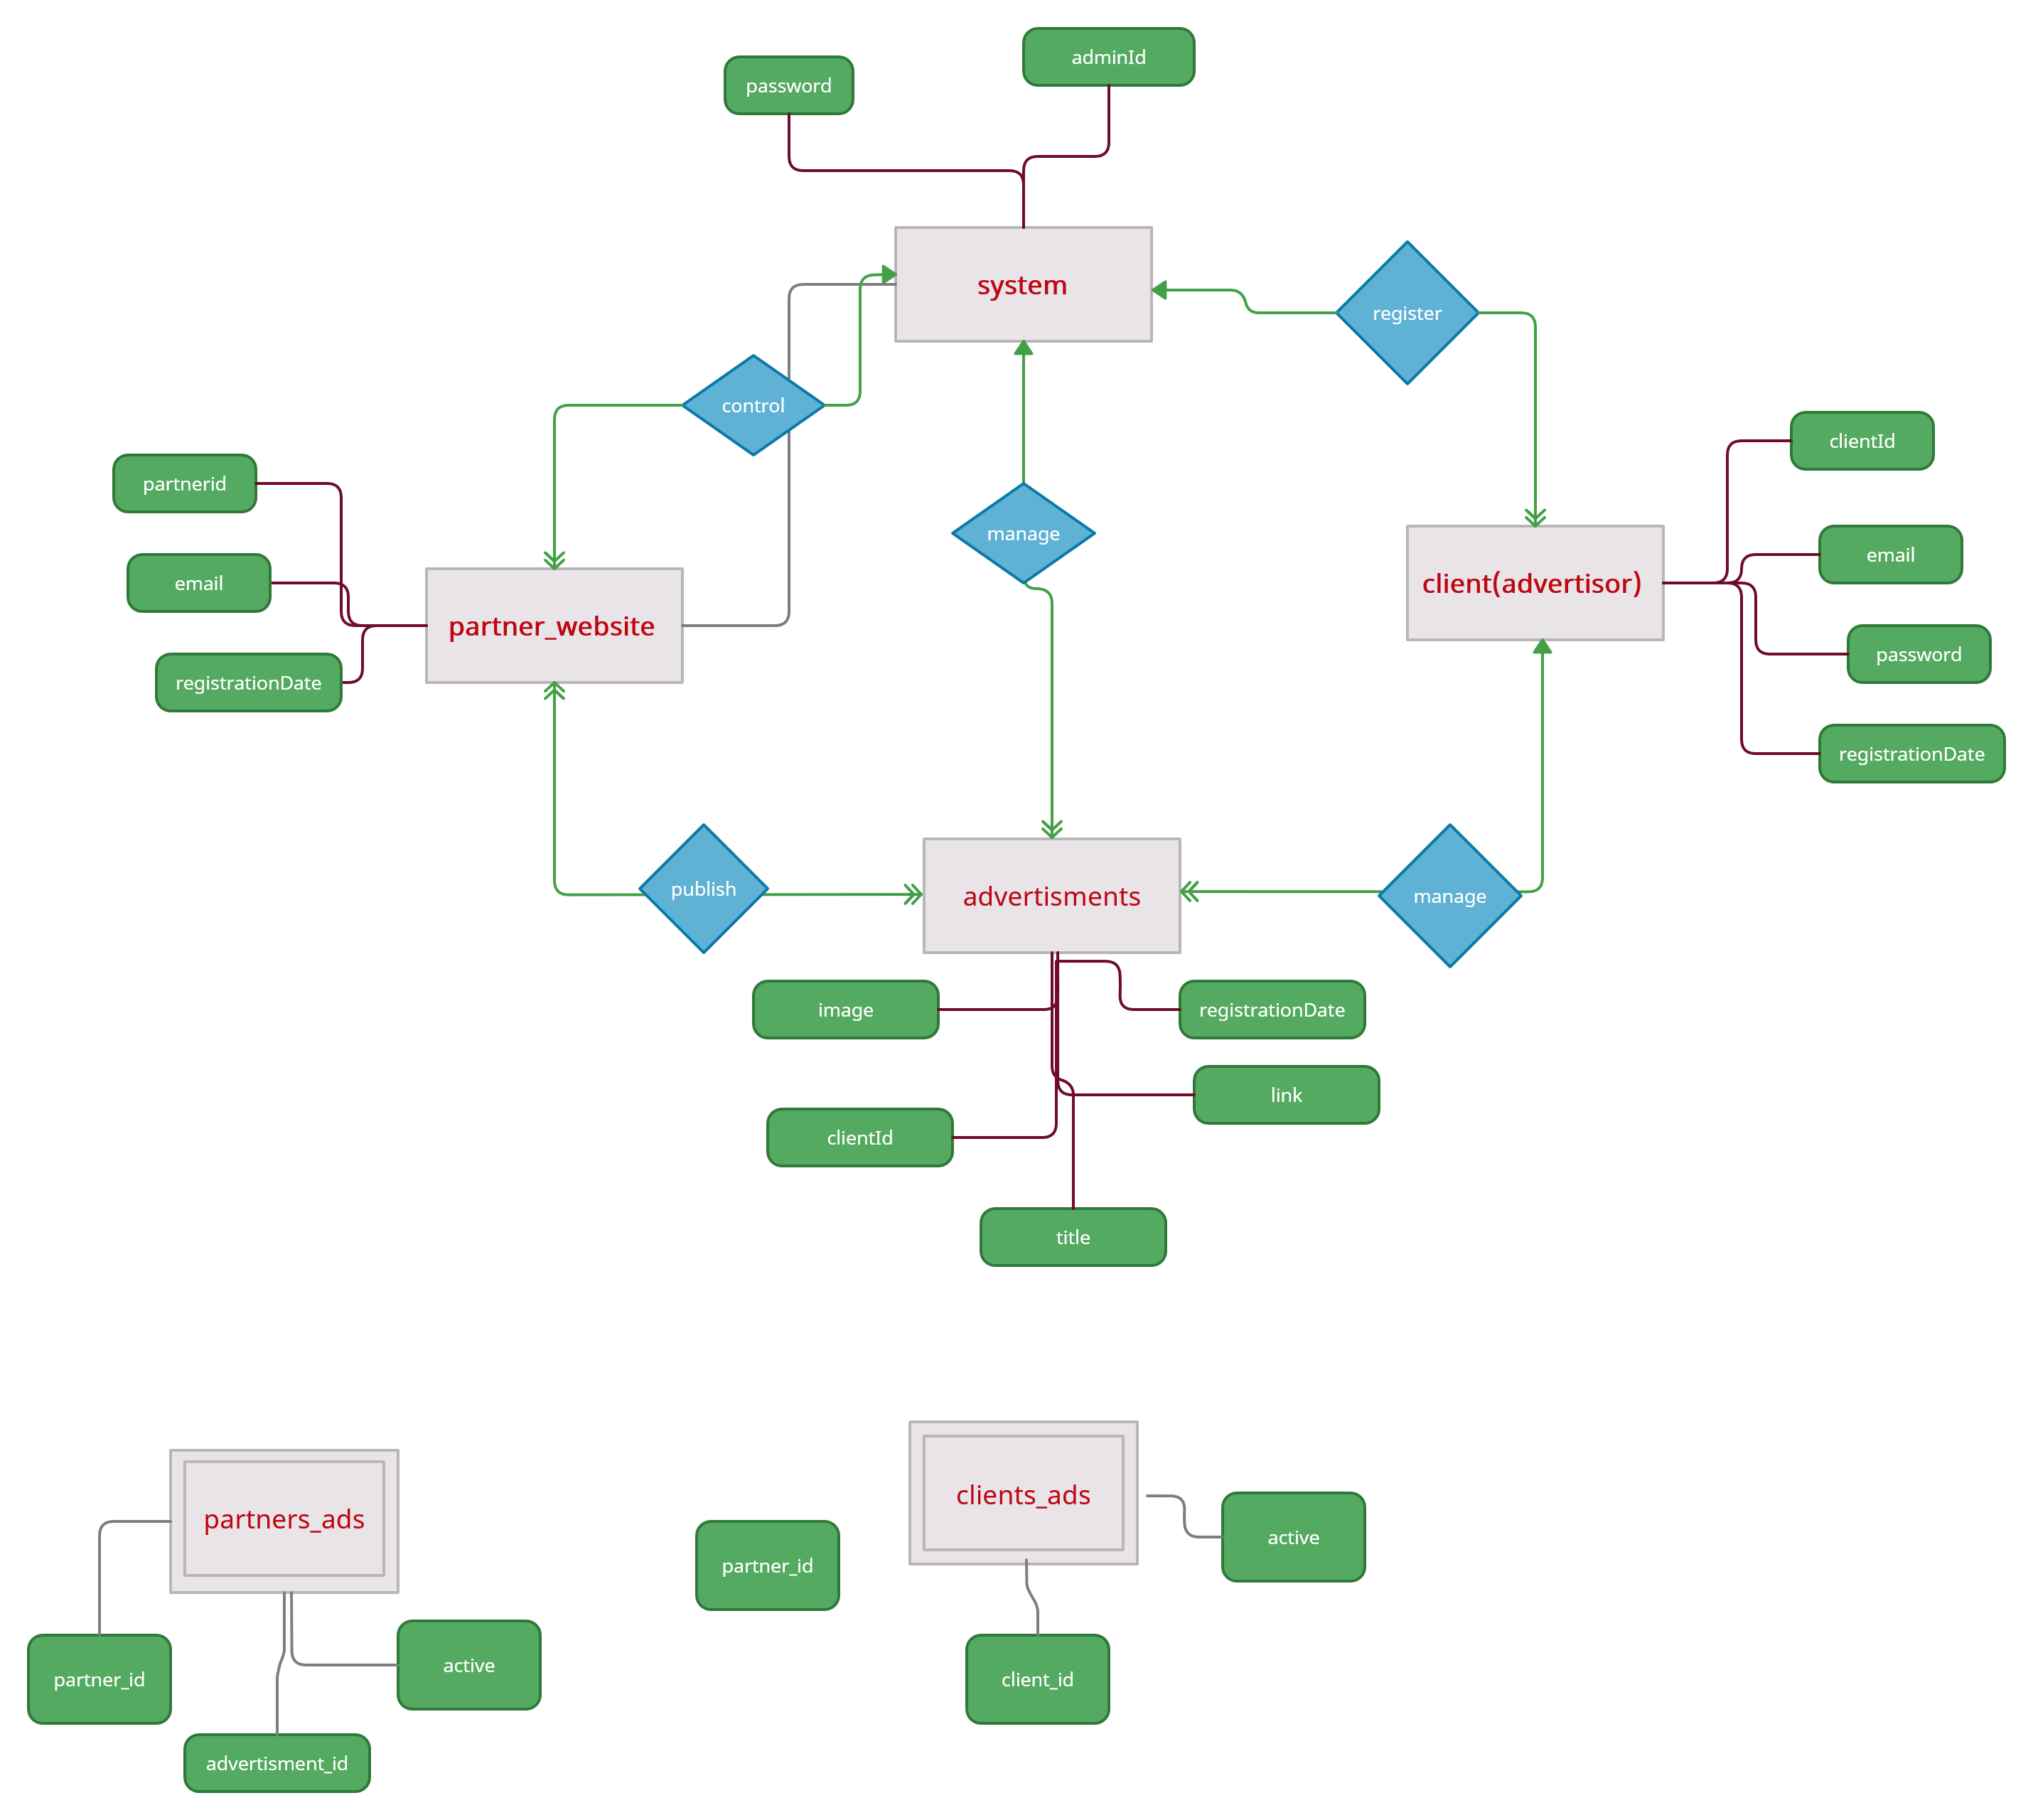 adminId
password
system
register
control
clientId
partnerid
manage
email
email
client(advertisor)
partner_website
password
registrationDate
registrationDate
publish
advertisments
manage
image
registrationDate
link
clientId
title
clients_ads
partners_ads
active
partner_id
active
partner_id
client_id
advertisment_id